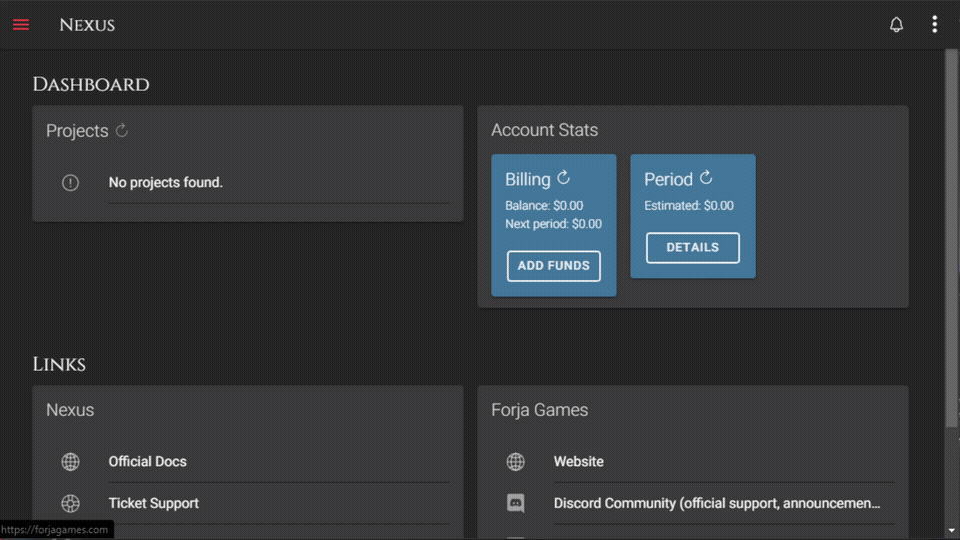 Nexus
Dashboard
Projects
No projects found.
Account Stats
Billing
Balance: $0.00
Next period: $0.00
ADD FUNDS
Period
Estimated: $0.00
DETAILS
Links
Nexus
Official Docs
Ticket Support
Forja Games
Website
Discord Community (official support, announcemen...
https://forjagames.com